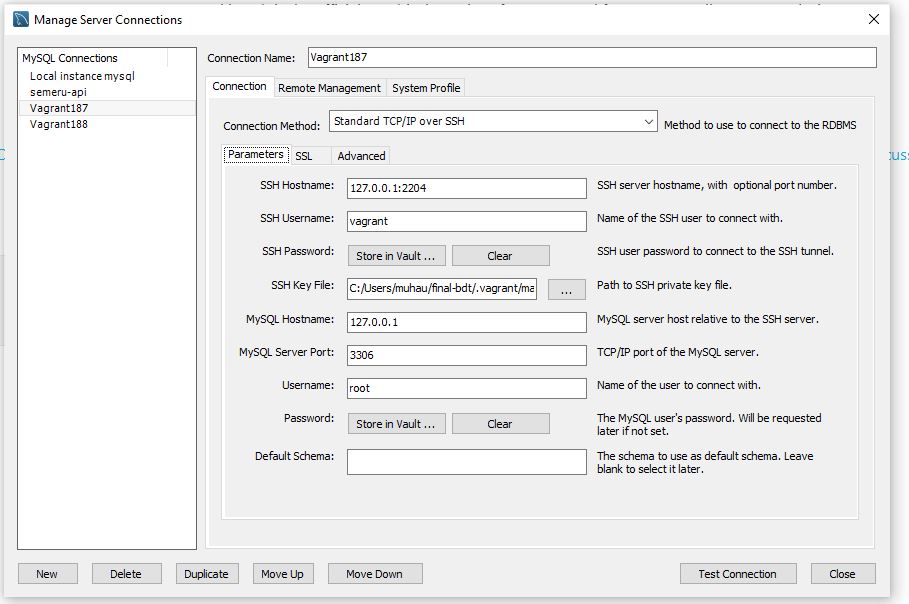 Manage Server Connections
MySQL Connections
Local instance mysql
semeru-api
Vagrant187
Vagrant188
Connection Name: Vagrant187
Connection Remote Management System Profile
Connection Method: Standard TCP/IP over SSH Method to use to connect to the RDBMS
Parameters SSL Advanced
SSH Hostname: 127.0.0.1:2204 SSH server hostname, with optional port number.
SSH Username: vagrant Name of the SSH user to connect with.
SSH Password: Store in Vault ... Clear SSH user password to connect to the SSH tunnel.
SSH Key File: C:/Users/muhau/final-bdt/.vagrant/ma ... Path to SSH private key file.
MySQL Hostname: 127.0.0.1 MySQL server host relative to the SSH server.
MySQL Server Port: 3306 TCP/IP port of the MySQL server.
Username: root Name of the user to connect with.
Password: Store in Vault ... Clear The MySQL user's password. Will be requested
later if not set.
Default Schema: The schema to use as default schema. Leave
blank to select it later.
New Delete Duplicate Move Up Move Down Test Connection Close